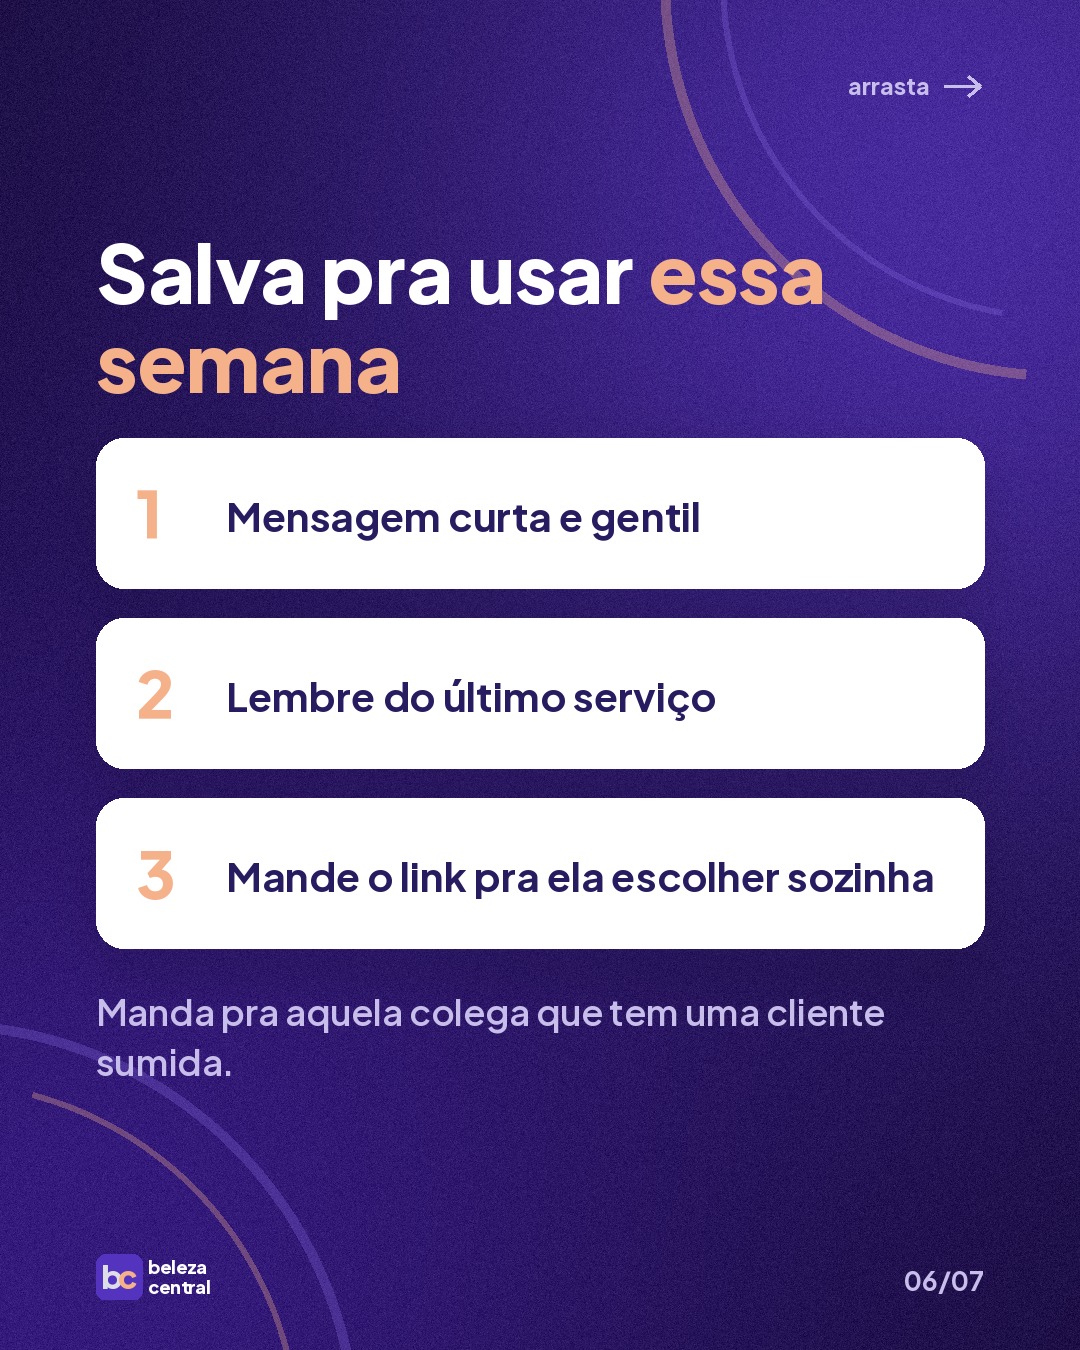 arrasta
Salva pra usar essa
semana
1 Mensagem curta e gentil
2 Lembre do último serviço
3 Mande o link pra ela escolher sozinha
Manda pra aquela colega que tem uma cliente
sumida.
bc
beleza
central
06/07